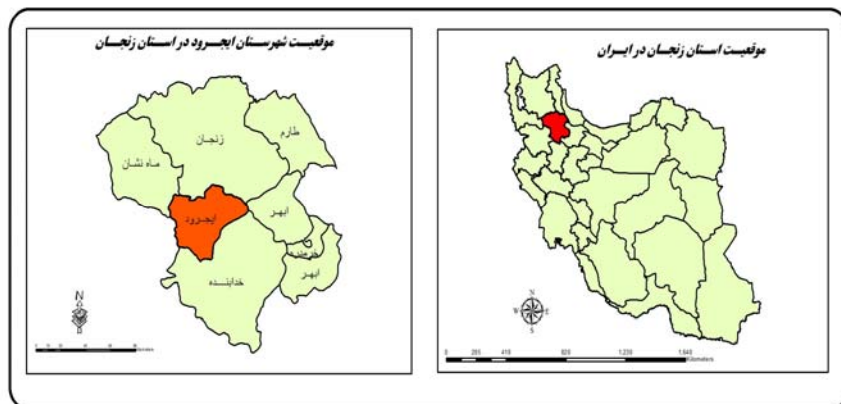 موقعیت استان زنجان در ایران
N
W E
S
0 205 410 820 1,230 1,640
Kilometers
موقعیت شهرستان ایجرود در استان زنجان
زنجان
طارم
ماه نشان
ایجرود
ابهر
ابهر
خدابنده
N
Kilometers